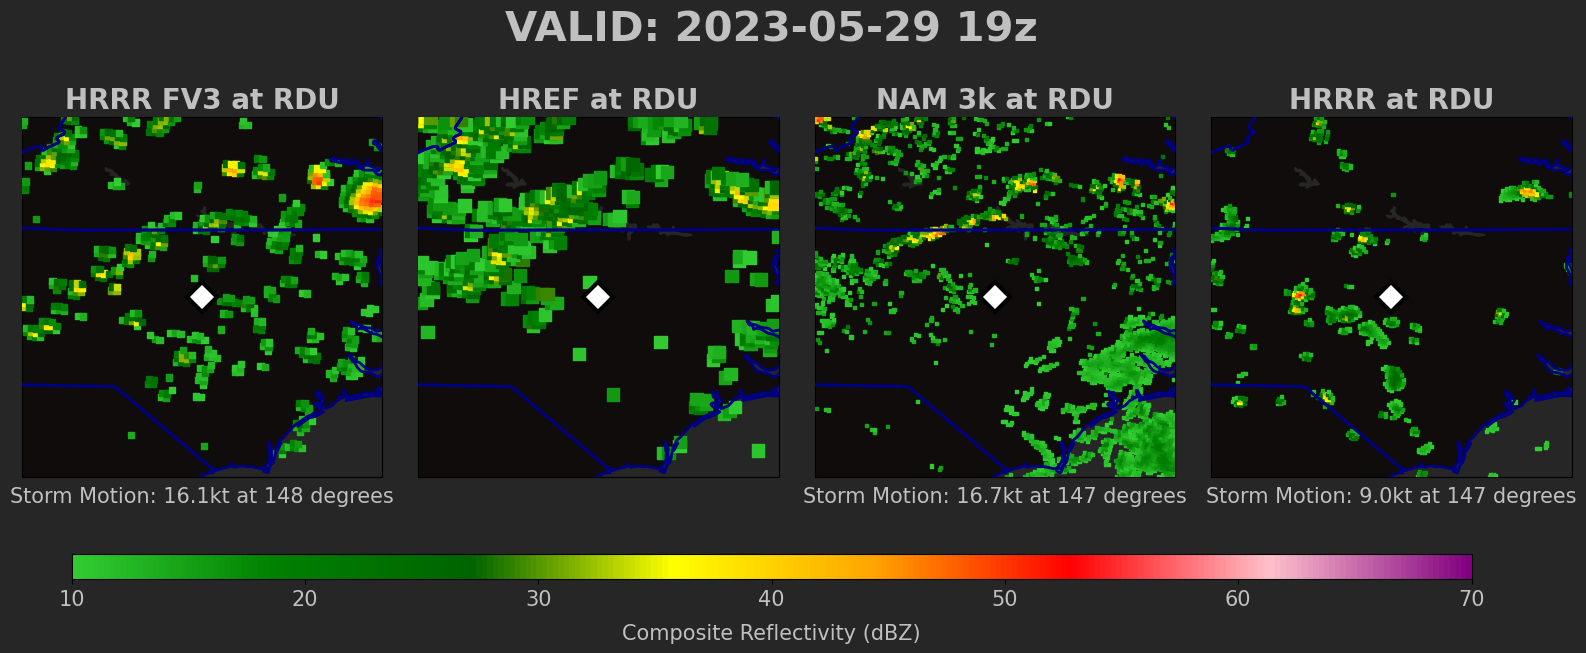 VALID: 2023-05-29 19z
HRRR FV3 at RDU
HREF at RDU
NAM 3k at RDU
HRRR at RDU
Storm Motion: 16.1kt at 148 degrees
Storm Motion: 16.7kt at 147 degrees
Storm Motion: 9.0kt at 147 degrees
10 20 30 40 50 60 70
Composite Reflectivity (dBZ)